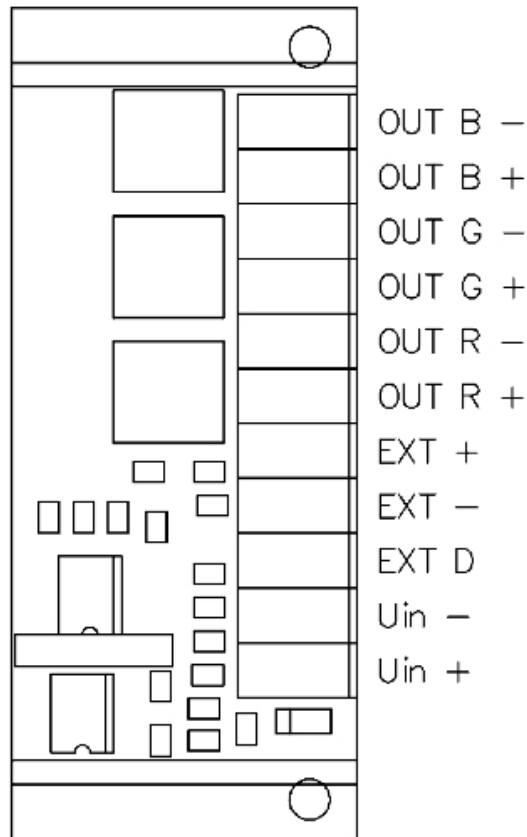 OUT B -
OUT B +
OUT G -
OUT G +
OUT R -
OUT R +
EXT +
EXT -
EXT D
Uin -
Uin +